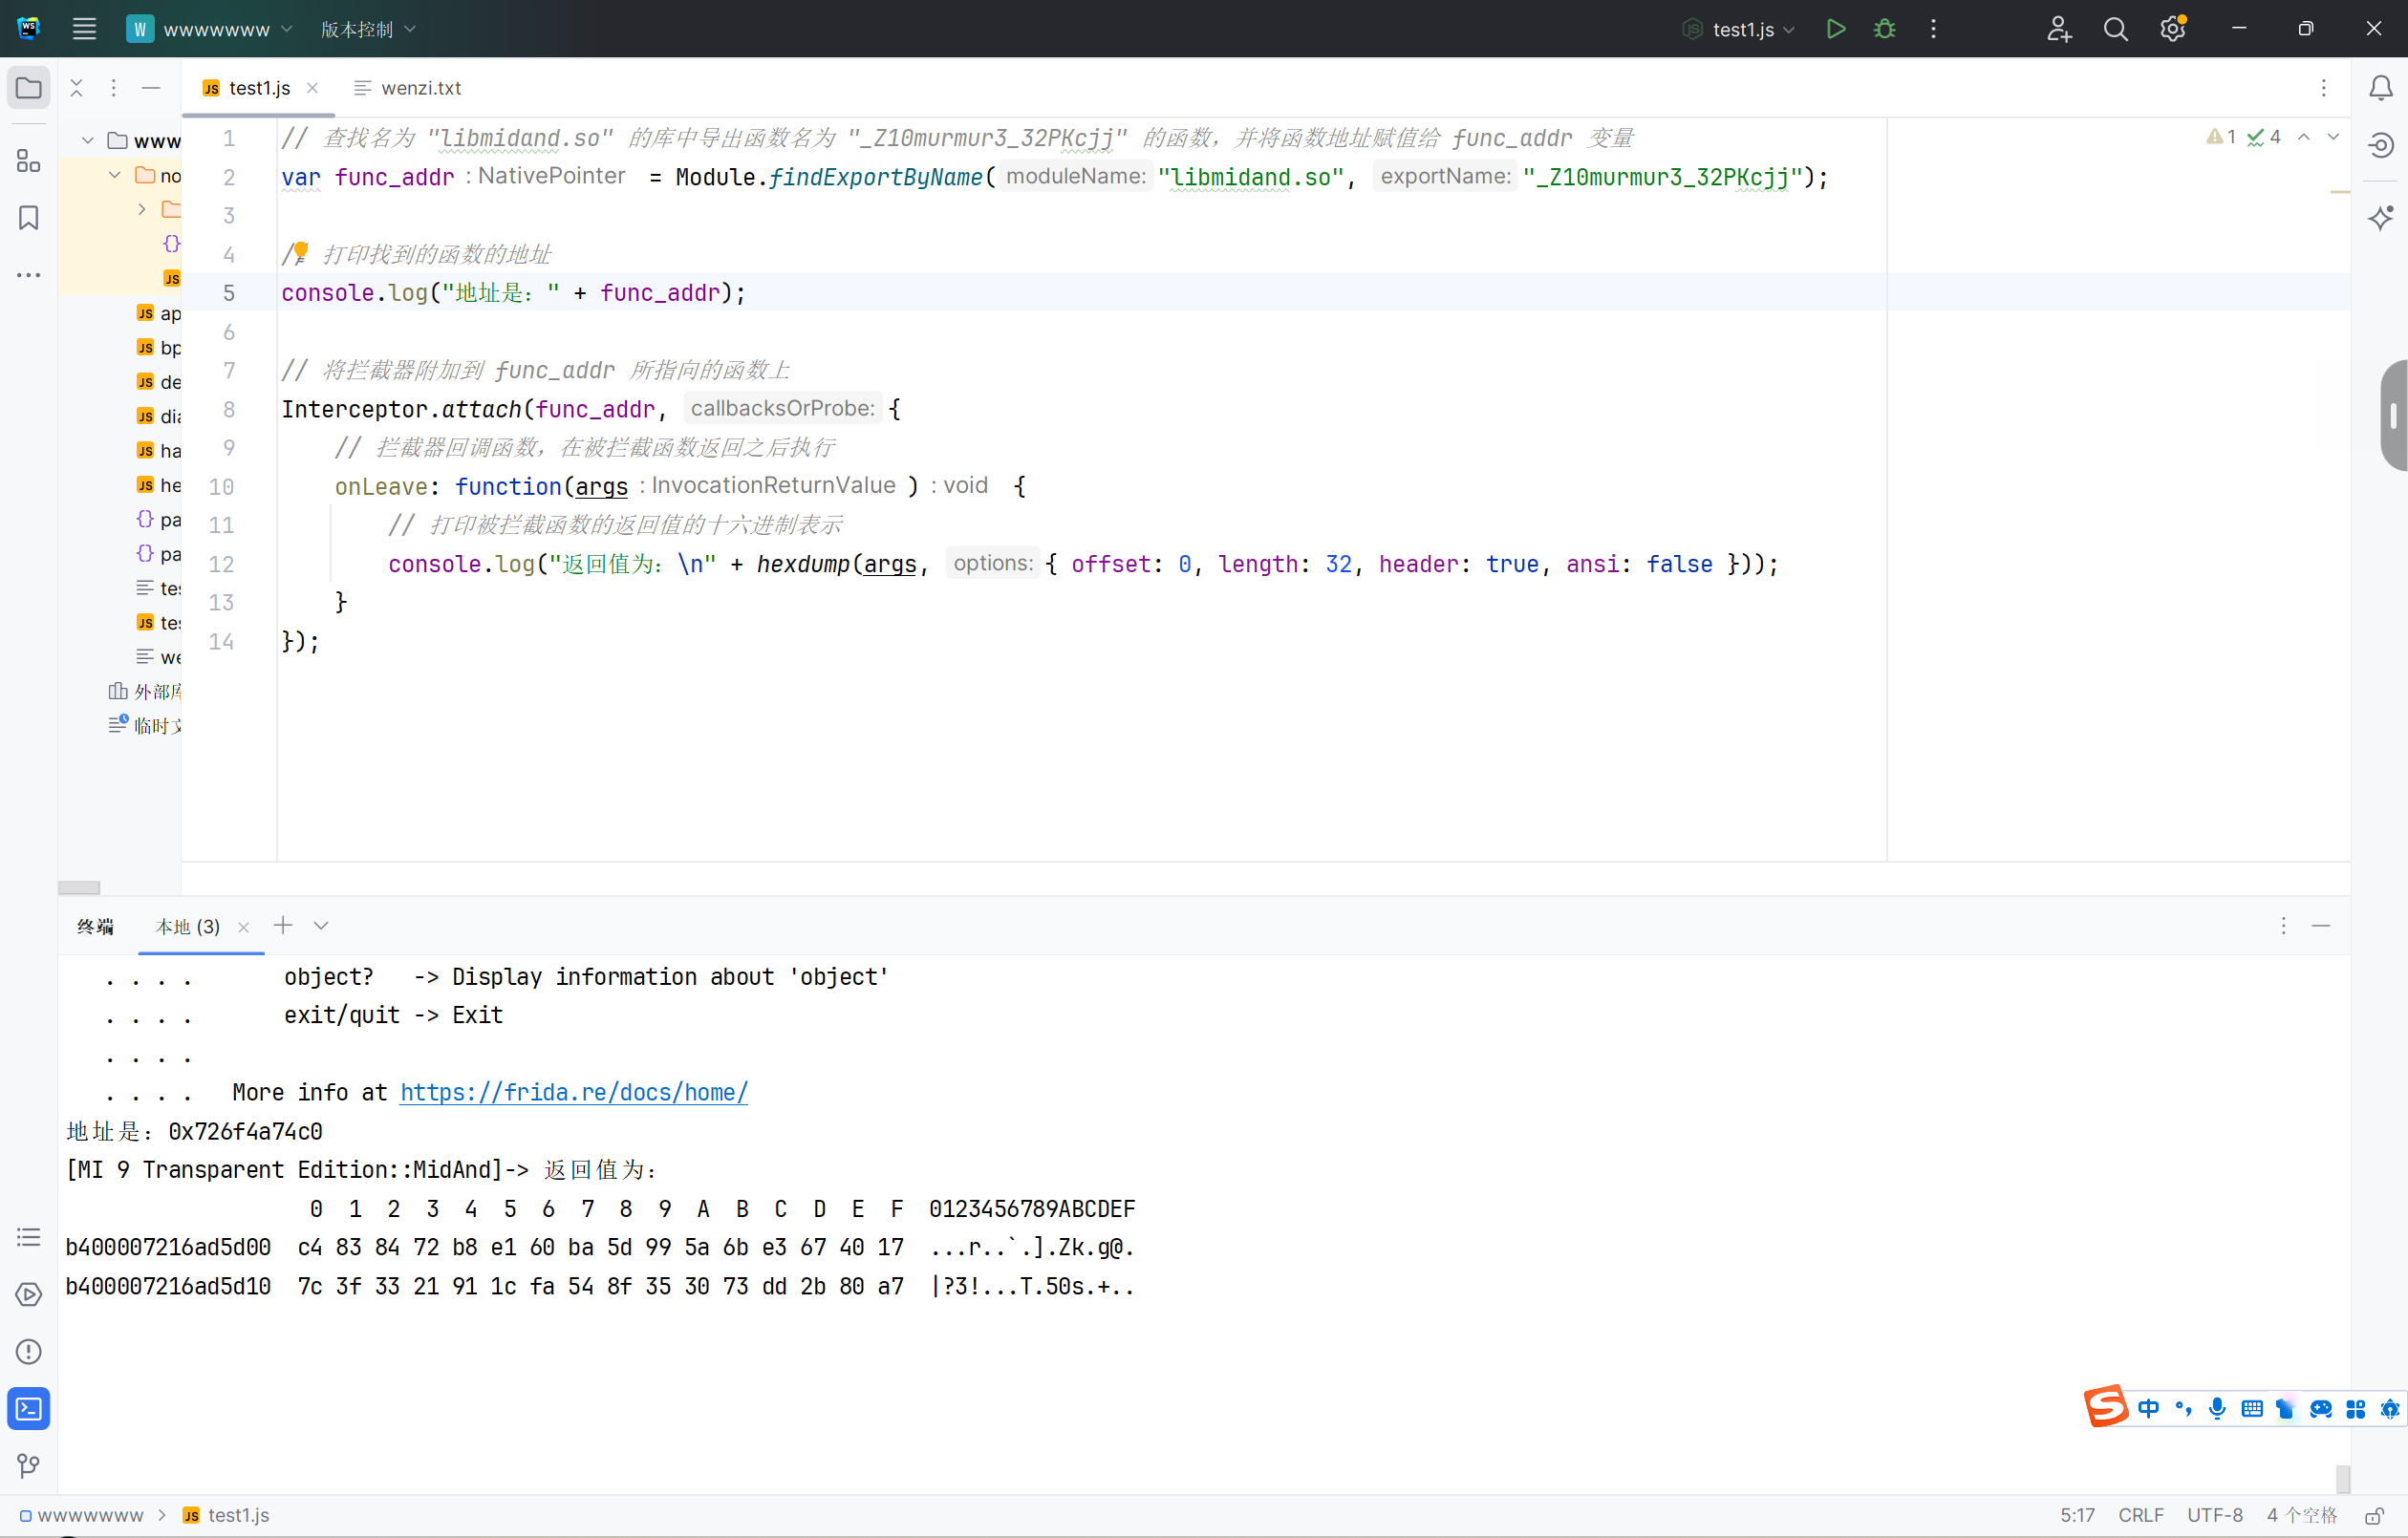 W wwwwwww 版本控制 test1.js
test1.js wenzi.txt
www
no
JS
JS ap
JS bp
JS de
JS dia
JS ha
JS he
{} pa
{} pa
tes
JS tes
we
外部库
临时文
1 // 查找名为 "libmidand.so" 的库中导出函数名为 "_Z10murmur3_32PKcjj" 的函数，并将函数地址赋值给 func_addr 变量
2 var func_addr : NativePointer = Module.findExportByName( moduleName: "libmidand.so", exportName: "_Z10murmur3_32PKcjj");
3
4 // 打印找到的函数的地址
5 console.log("地址是：" + func_addr);
6
7 // 将拦截器附加到 func_addr 所指向的函数上
8 Interceptor.attach(func_addr, callbacksOrProbe: {
9 // 拦截器回调函数，在被拦截函数返回之后执行
10 onLeave: function(args : InvocationReturnValue ) : void {
11 // 打印被拦截函数的返回值的十六进制表示
12 console.log("返回值为：\n" + hexdump(args, options: { offset: 0, length: 32, header: true, ansi: false }));
13 }
14 });
1 4
终端 本地 (3)
. . . . object? -> Display information about 'object'
. . . . exit/quit -> Exit
. . . .
. . . . More info at https://frida.re/docs/home/
地址是：0x726f4a74c0
[MI 9 Transparent Edition::MidAnd]-> 返回值为：
0 1 2 3 4 5 6 7 8 9 A B C D E F 0123456789ABCDEF
b400007216ad5d00 c4 83 84 72 b8 e1 60 ba 5d 99 5a 6b e3 67 40 17 ...r..`.].Zk.g@.
b400007216ad5d10 7c 3f 33 21 91 1c fa 54 8f 35 30 73 dd 2b 80 a7 |?3!...T.50s.+..
S 中
wwwwwww > JS test1.js 5:17 CRLF UTF-8 4 个空格